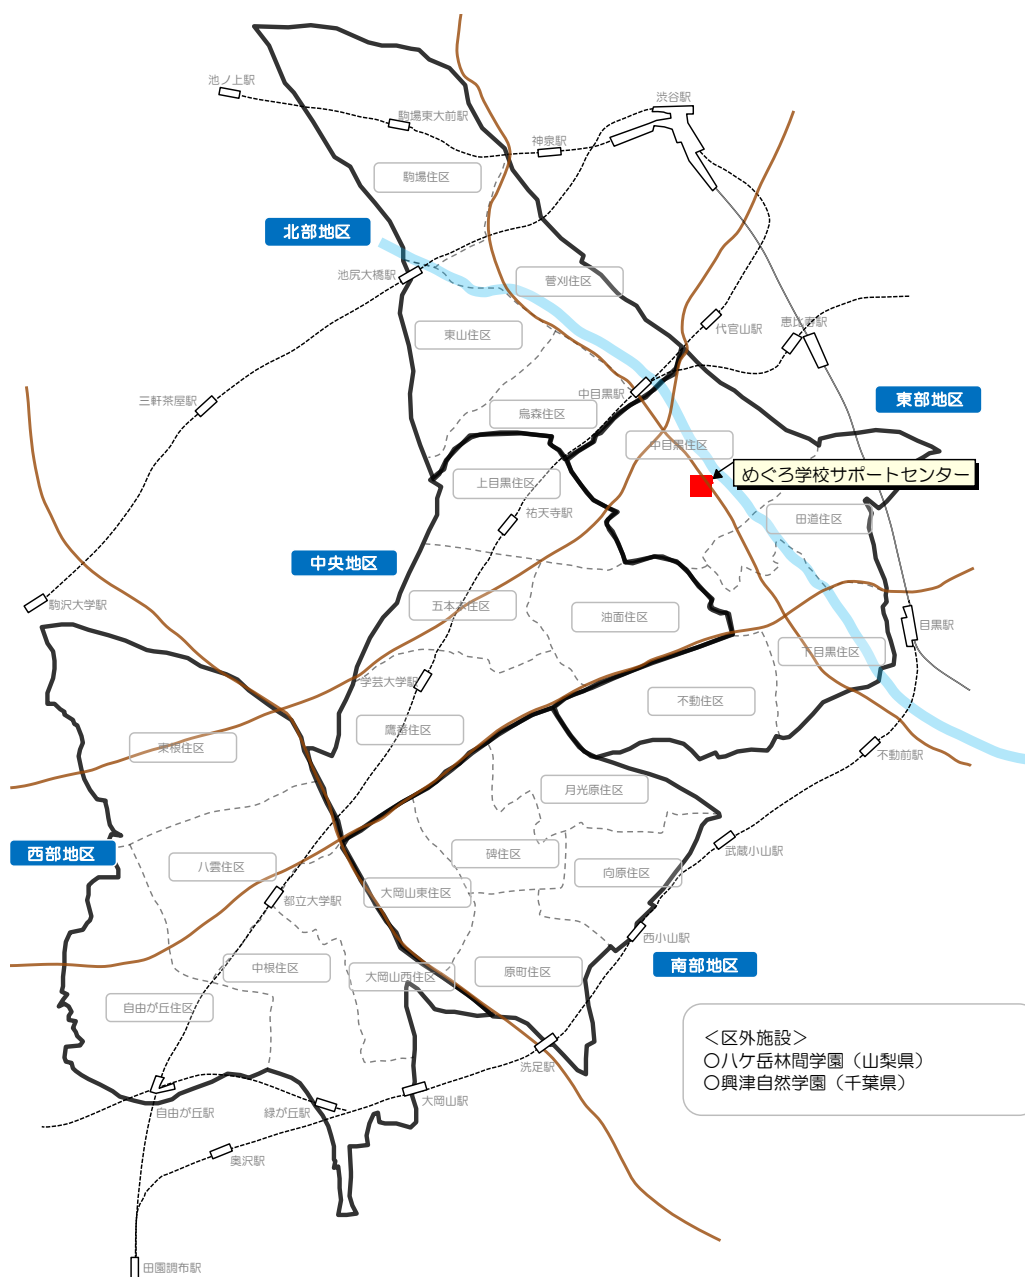 池ノ上駅
渋谷駅
駒場東大前駅
神泉駅
駒場住区
北部地区
池尻大橋駅
菅刈住区
東山住区
代官山駅
恵比寿駅
三軒茶屋駅
中目黒駅
東部地区
烏森住区
中目黒住区
めぐろ学校サポートセンター
上目黒住区
祐天寺駅
田道住区
中央地区
駒沢大学駅
五本木住区
油面住区
目黒駅
下目黒住区
学芸大学駅
不動住区
鷹番住区
東根住区
不動前駅
月光原住区
西部地区
碑住区
武蔵小山駅
八雲住区
向原住区
都立大学駅
大岡山東住区
西小山駅
中根住区
大岡山西住区
原町住区
南部地区
自由が丘住区
＜区外施設＞
○八ケ岳林間学園（山梨県）
○興津自然学園（千葉県）
洗足駅
大岡山駅
自由が丘駅
緑が丘駅
奥沢駅
田園調布駅